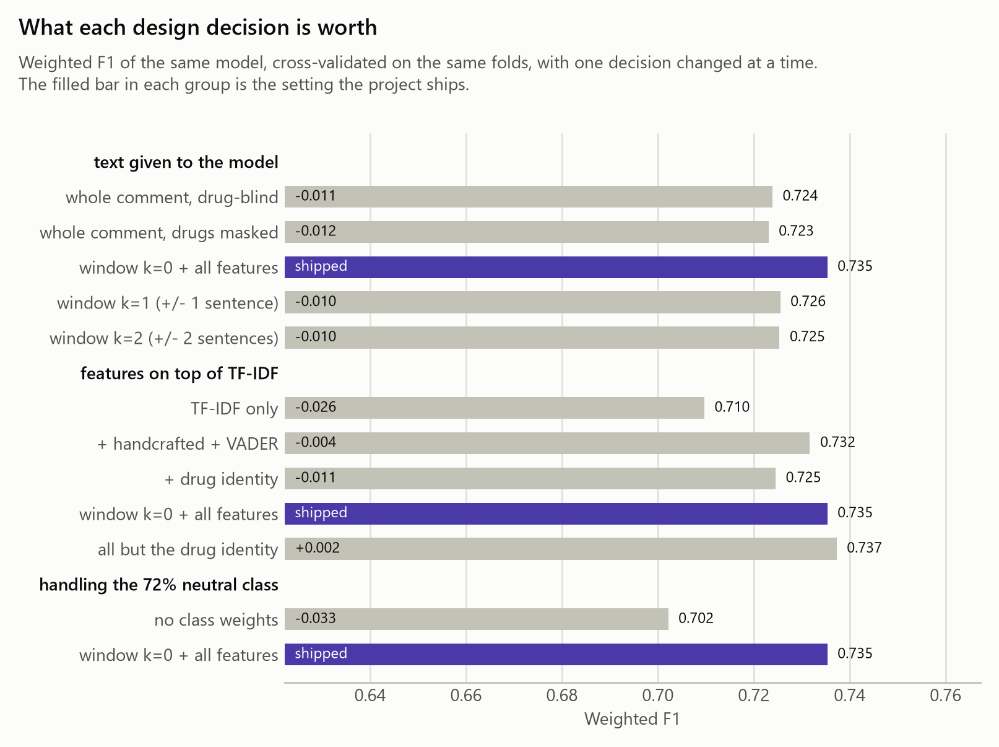 What each design decision is worth
Weighted F1 of the same model, cross-validated on the same folds, with one decision changed at a time.
The filled bar in each group is the setting the project ships.
text given to the model
whole comment, drug-blind -0.011 0.724
whole comment, drugs masked -0.012 0.723
window k=0 + all features shipped 0.735
window k=1 (+/- 1 sentence) -0.010 0.726
window k=2 (+/- 2 sentences) -0.010 0.725
features on top of TF-IDF
TF-IDF only -0.026 0.710
+ handcrafted + VADER -0.004 0.732
+ drug identity -0.011 0.725
window k=0 + all features shipped 0.735
all but the drug identity +0.002 0.737
handling the 72% neutral class
no class weights -0.033 0.702
window k=0 + all features shipped 0.735
0.64 0.66 0.68 0.70 0.72 0.74 0.76
Weighted F1